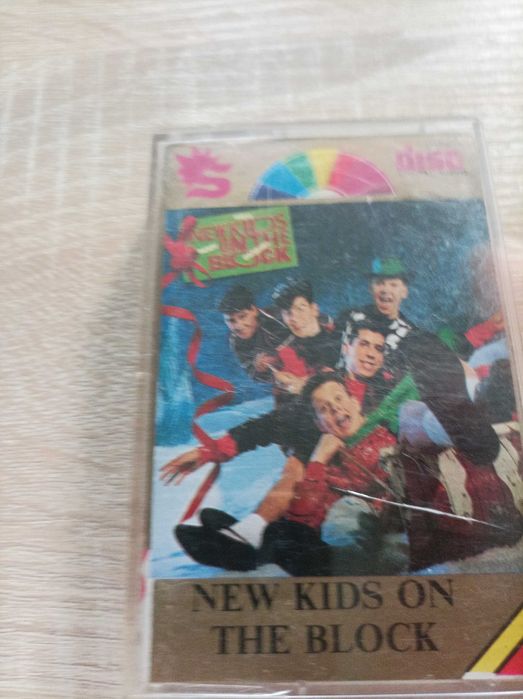 S
disc
NEW KIDS
ON THE
BLOCK
NEW KIDS ON
THE BLOCK